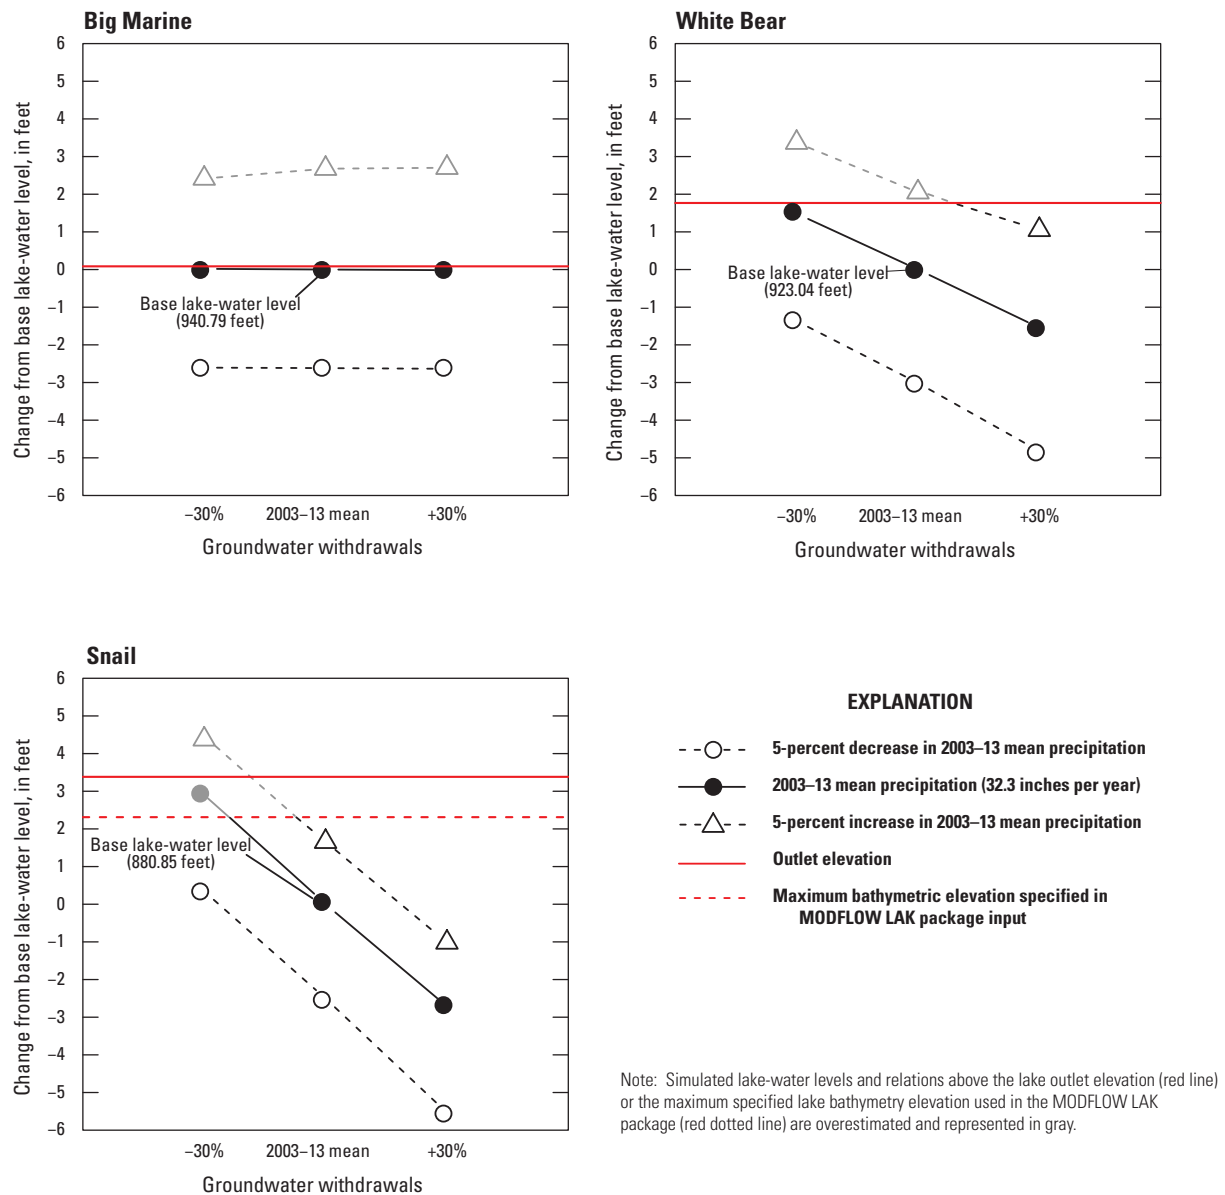 Big Marine
Change from base lake-water level, in feet
6
5
4
3
2
1
0
−1
−2
−3
−4
−5
−6
Base lake-water level
(940.79 feet)
−30%
2003–13 mean
+30%
Groundwater withdrawals
White Bear
Change from base lake-water level, in feet
6
5
4
3
2
1
0
−1
−2
−3
−4
−5
−6
Base lake-water level
(923.04 feet)
−30%
2003–13 mean
+30%
Groundwater withdrawals
Snail
Change from base lake-water level, in feet
6
5
4
3
2
1
0
−1
−2
−3
−4
−5
−6
Base lake-water level
(880.85 feet)
−30%
2003–13 mean
+30%
Groundwater withdrawals
EXPLANATION
5-percent decrease in 2003–13 mean precipitation
2003–13 mean precipitation (32.3 inches per year)
5-percent increase in 2003–13 mean precipitation
Outlet elevation
Maximum bathymetric elevation specified in
MODFLOW LAK package input
Note: Simulated lake-water levels and relations above the lake outlet elevation (red line)
or the maximum specified lake bathymetry elevation used in the MODFLOW LAK
package (red dotted line) are overestimated and represented in gray.